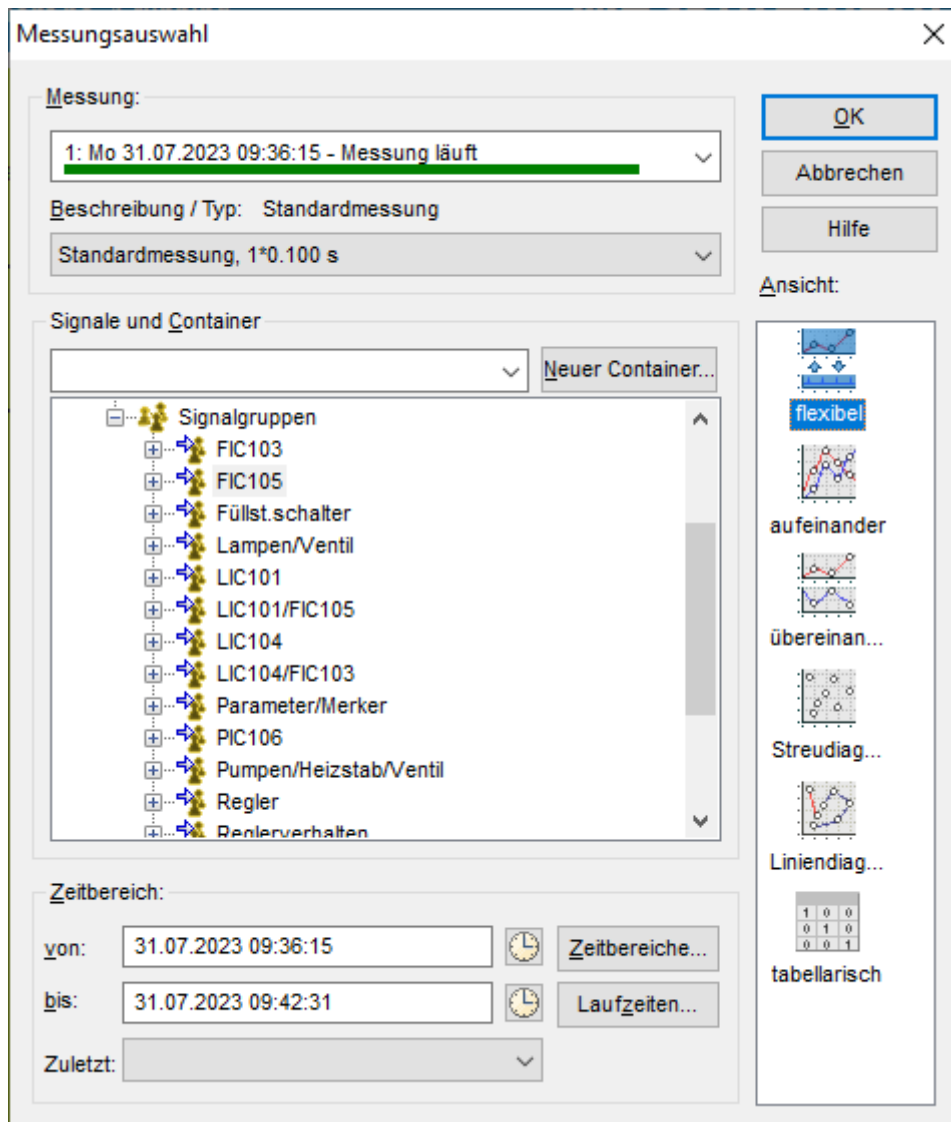 Messungsauswahl
Messung:
1: Mo 31.07.2023 09:36:15 - Messung läuft
Beschreibung / Typ: Standardmessung
Standardmessung, 1*0.100 s
OK
Abbrechen
Hilfe
Signale und Container
Neuer Container...
Signalgruppen
FIC103
FIC105
Füllst.schalter
Lampen/Ventil
LIC101
LIC101/FIC105
LIC104
LIC104/FIC103
Parameter/Merker
PIC106
Pumpen/Heizstab/Ventil
Regler
Reglerverhalten
Ansicht:
flexibel
aufeinander
übereinan...
Streudiag...
Liniendiag...
1 0 0
0 1 0
0 0 1
tabellarisch
Zeitbereich:
von: 31.07.2023 09:36:15 Zeitbereiche...
bis: 31.07.2023 09:42:31 Laufzeiten...
Zuletzt: